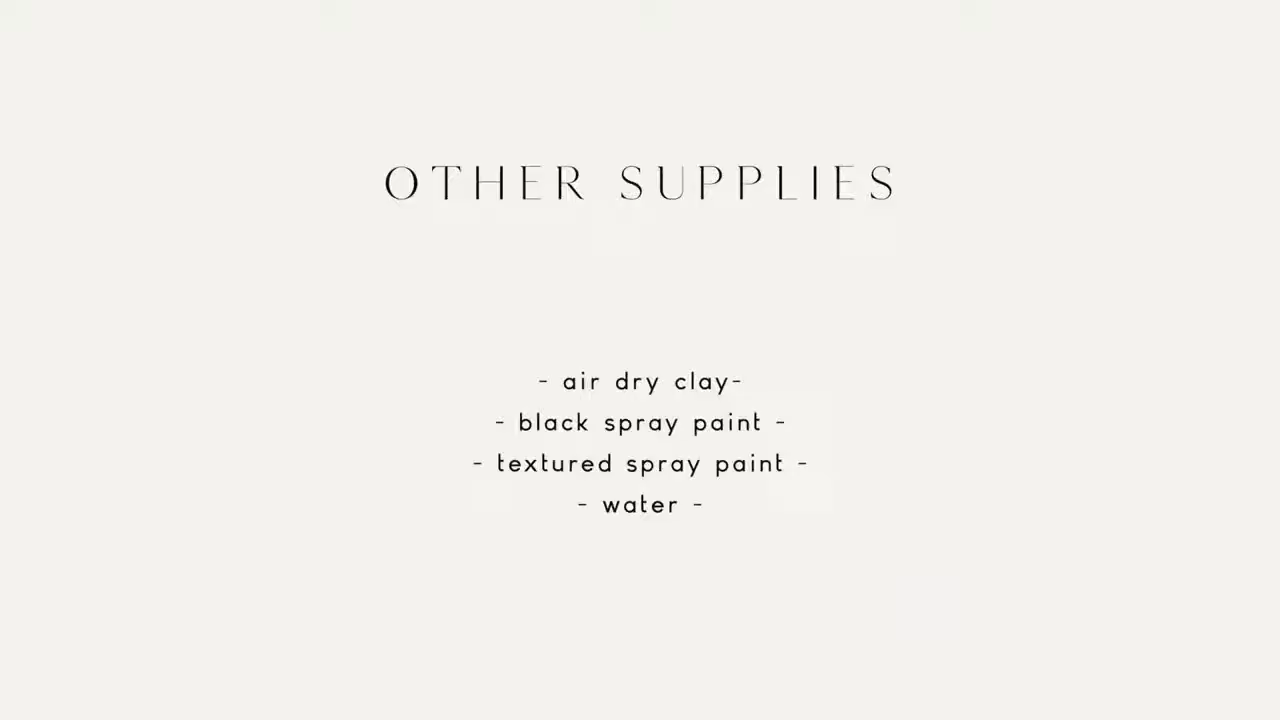 OTHER SUPPLIES
- air dry clay-
- black spray paint -
- textured spray paint -
- water -